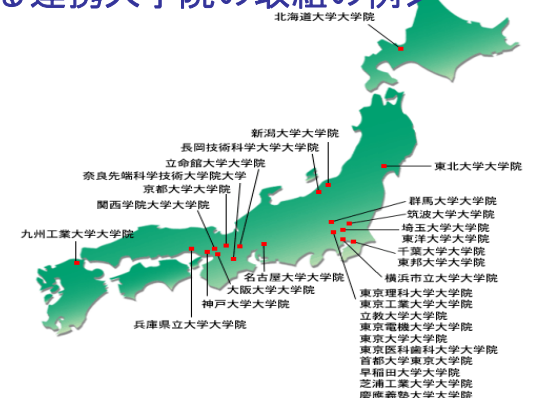 る連携大学院の取組の例
北海道大学大学院
新潟大学大学院
長岡技術科学大学大学院
立命館大学大学院
奈良先端科学技術大学院大学
京都大学大学院
関西学院大学大学院
九州工業大学大学院
東北大学大学院
群馬大学大学院
筑波大学大学院
埼玉大学大学院
東洋大学大学院
千葉大学大学院
東邦大学大学院
横浜市立大学大学院
名古屋大学大学院
大阪大学大学院
神戸大学大学院
兵庫県立大学大学院
東京理科大学大学院
東京工業大学大学院
立教大学大学院
東京電機大学大学院
東京大学大学院
東京医科歯科大学大学院
首都大学東京大学院
早稲田大学大学院
芝浦工業大学大学院
慶應義塾大学大学院